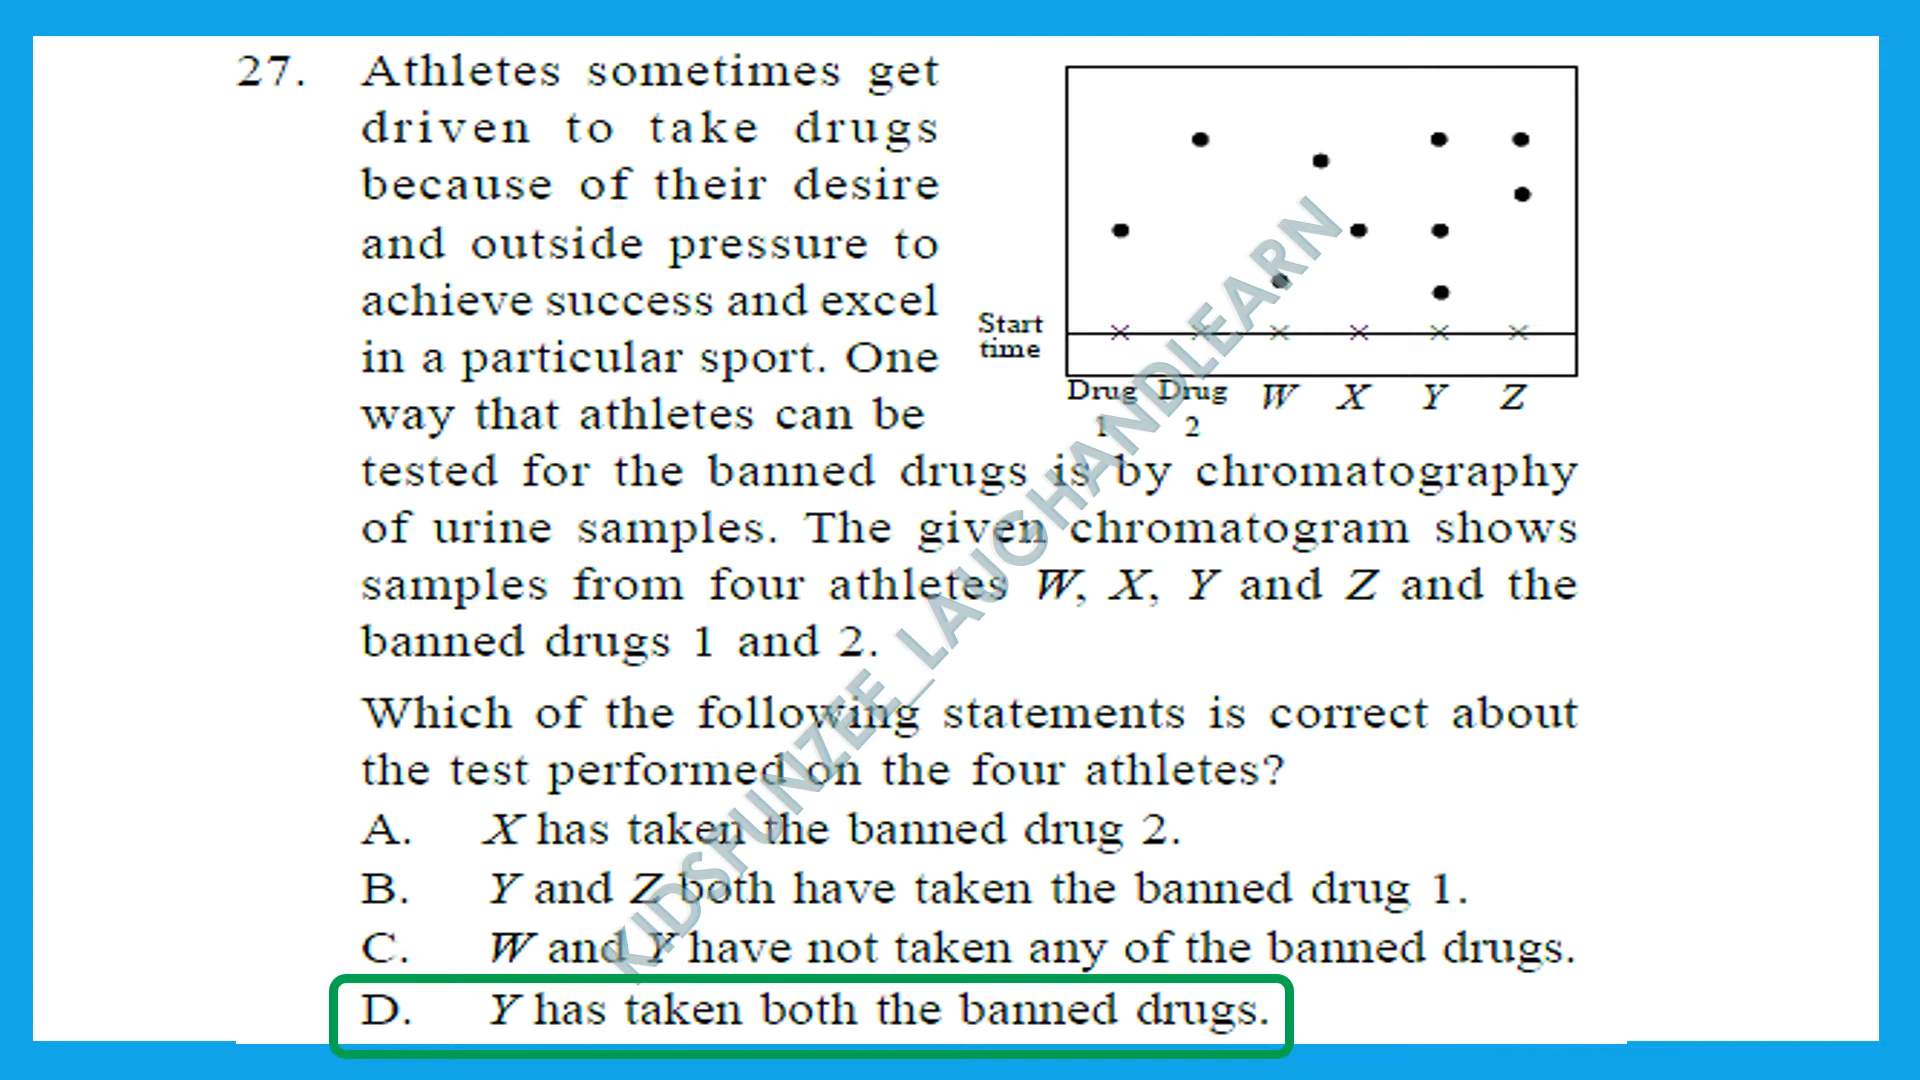 27. Athletes sometimes get
driven to take drugs
because of their desire
and outside pressure to
achieve success and excel
in a particular sport. One
way that athletes can be
tested for the banned drugs is by chromatography
of urine samples. The given chromatogram shows
samples from four athletes W, X, Y and Z and the
banned drugs 1 and 2.
Start
time
Drug 1
Drug 2
W
X
Y
Z
Which of the following statements is correct about
the test performed on the four athletes?
A. X has taken the banned drug 2.
B. Y and Z both have taken the banned drug 1.
C. W and Y have not taken any of the banned drugs.
D. Y has taken both the banned drugs.
KIDSFUNZEE_LAUGHANDLEARN